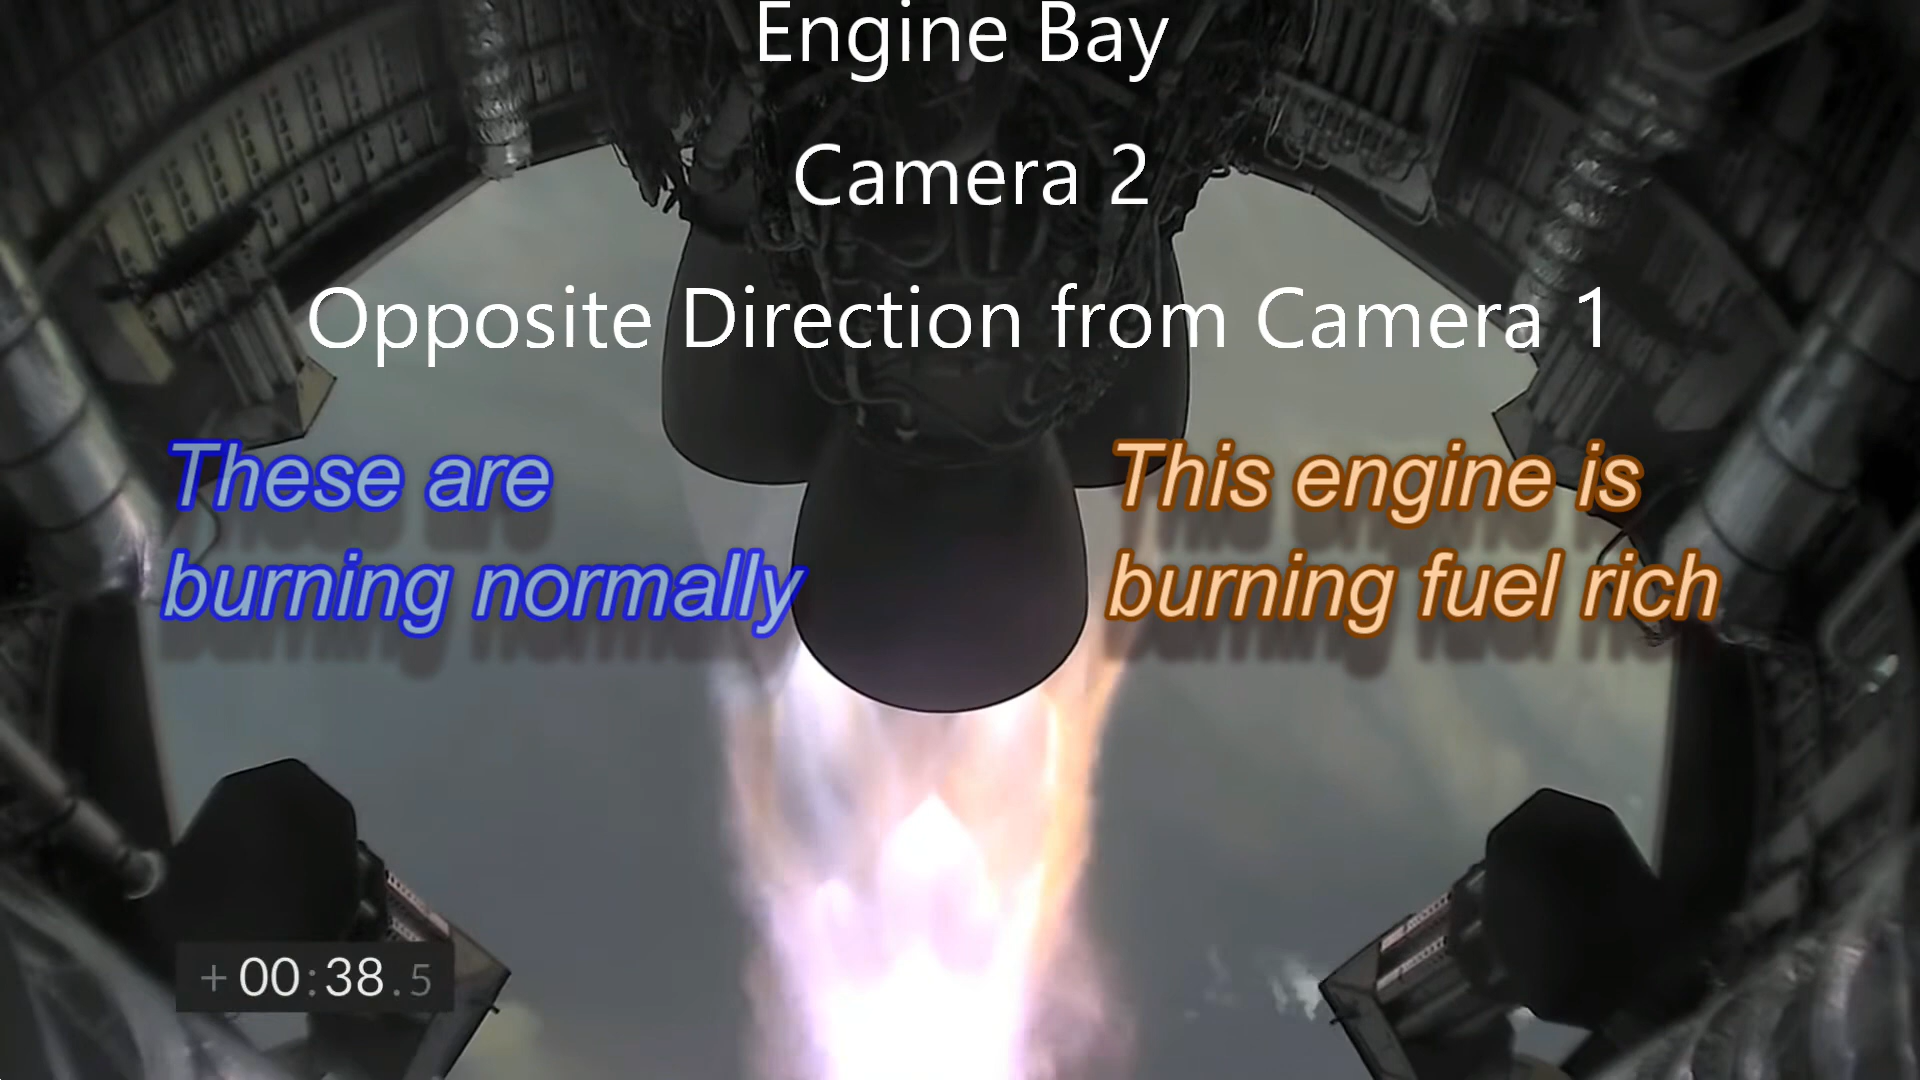 Engine Bay
Camera 2
Opposite Direction from Camera 1
These are
burning normally
This engine is
burning fuel rich
+00:38.5